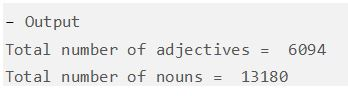 – Output
Total number of adjectives =  6094
Total number of nouns =  13180